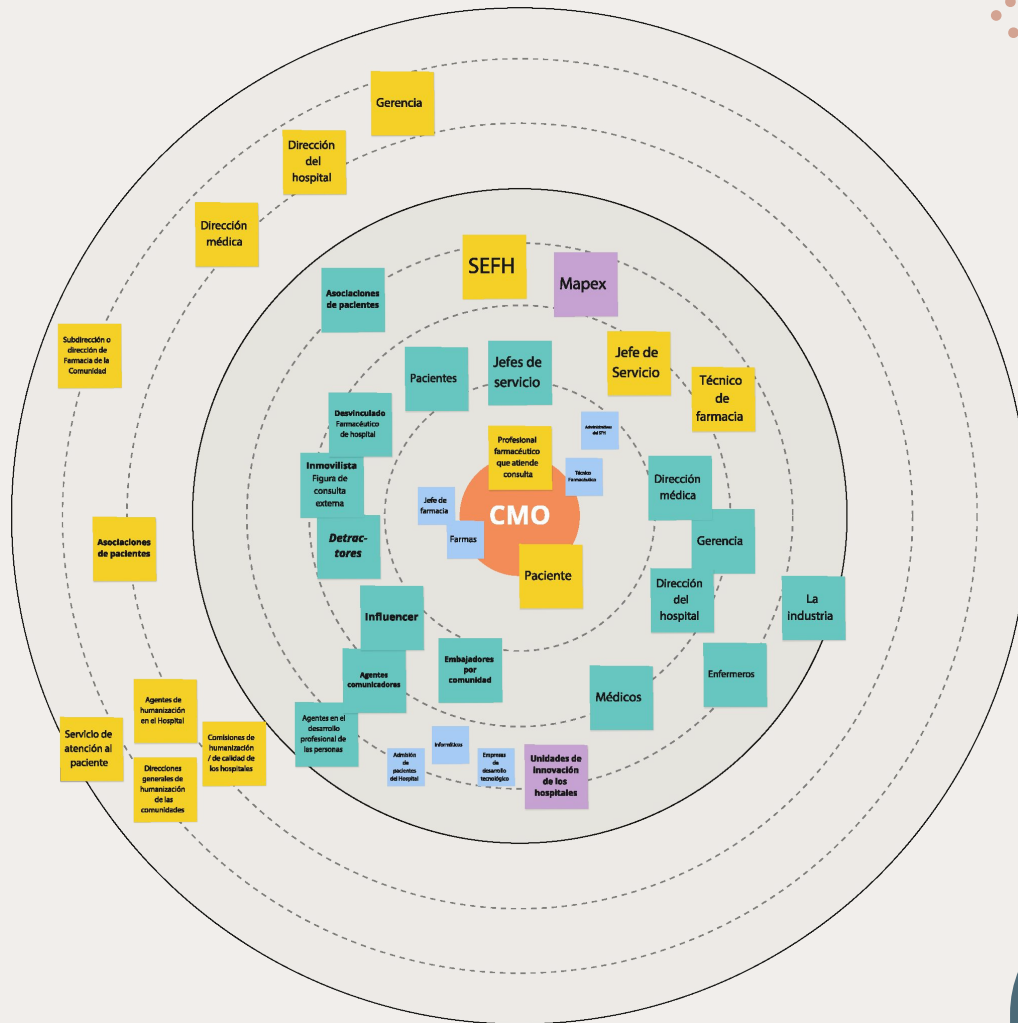 Gerencia
Dirección
del
hospital
Dirección
médica
SEFH
Mapex
Asociaciones
de pacientes
Subdirección o
dirección de
Farmacia de la
Comunidad
Jefe de
Servicio
Jefes de
servicio
Pacientes
Técnico
de
farmacia
Desvinculado
Farmacéutico
de hospital
Administrativos
del SFH
Profesional
farmacéutico
que atiende
consulta
Inmovilista
Figura de
consulta
externa
Técnico
Farmacéutico
Dirección
médica
Jefe de
farmacia
CMO
Asociaciones
de pacientes
Detrac-
tores
Farmas
Gerencia
Paciente
Dirección
del
hospital
La
industria
Influencer
Embajadores
por
comunidad
Enfermeros
Agentes
comunicadoras
Médicos
Agentes de
humanización
en el Hospital
Agentes en el
desarrollo
profesional de
las personas
Servicio de
atención al
paciente
Comisiones de
humanización
/ de calidad de
los hospitales
Informáticos
Admisión
de
pacientes
del Hospital
Empresas
de
desarrollo
tecnológico
Unidades de
innovación
de los
hospitales
Direcciones
generales de
humanización
de las
comunidades